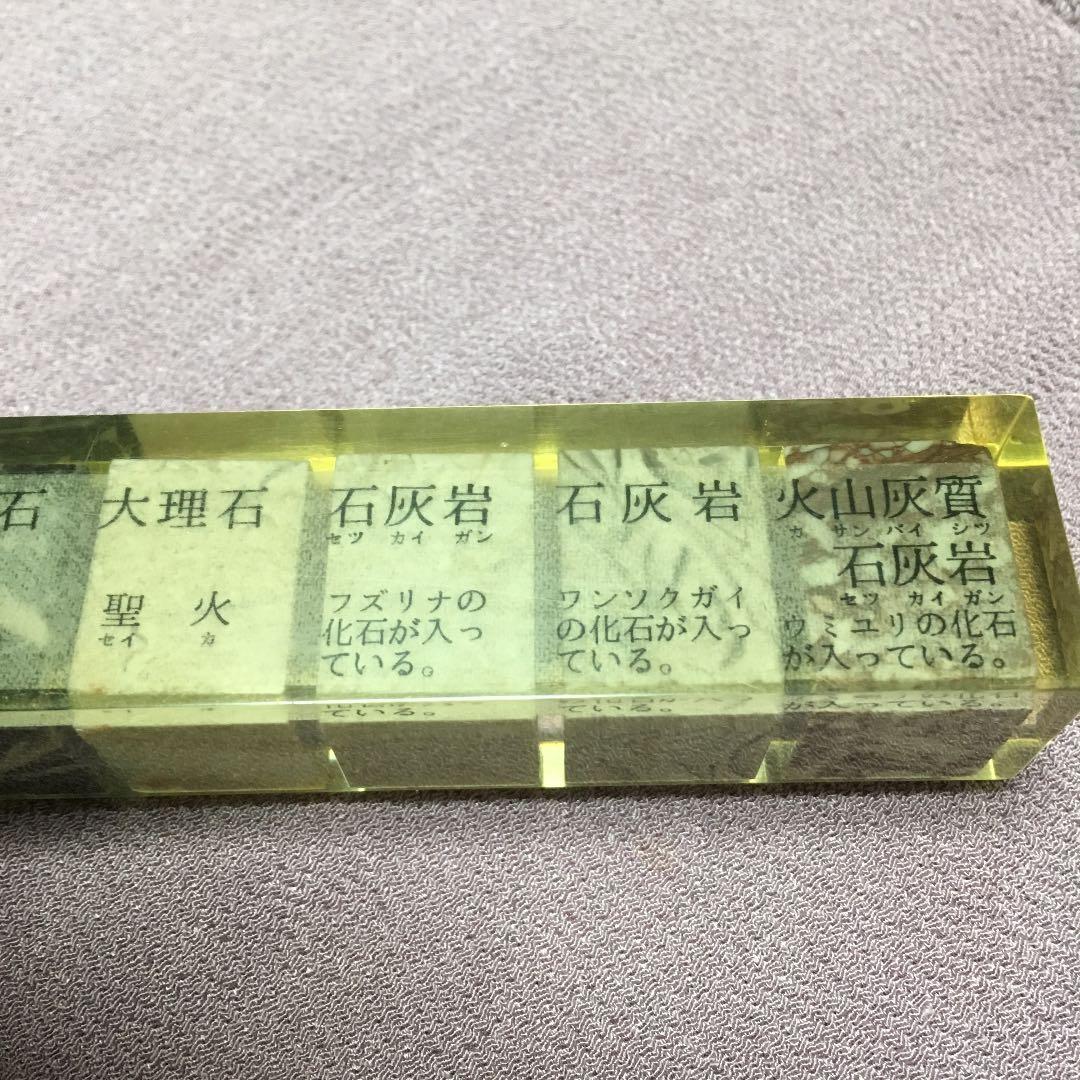 石
大理石
聖火
セイカ
石灰岩
セツカイガン
フズリナの
化石が入っ
ている。
石灰岩
ワンソクガイ
の化石が入っ
ている。
火山灰質
カサンバイシツ
石灰岩
セツカイガン
ウミユリの化石
が入っている。